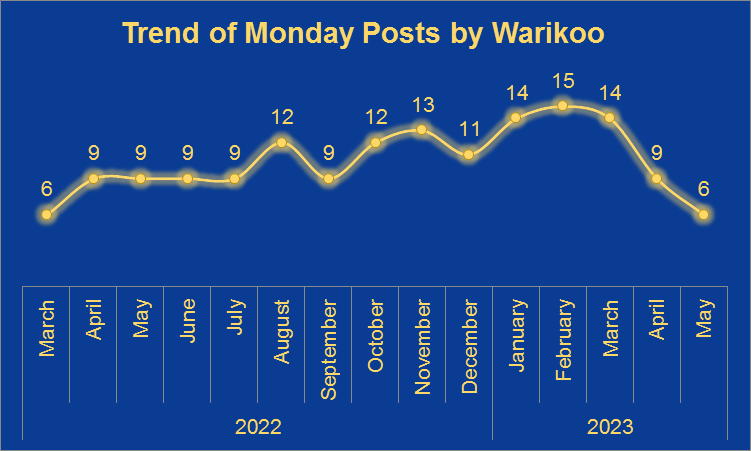 Trend of Monday Posts by Warikoo
6
9
9
9
9
12
9
12
13
11
14
15
14
9
6
March
April
May
June
July
August
September
October
November
December
January
February
March
April
May
2022
2023